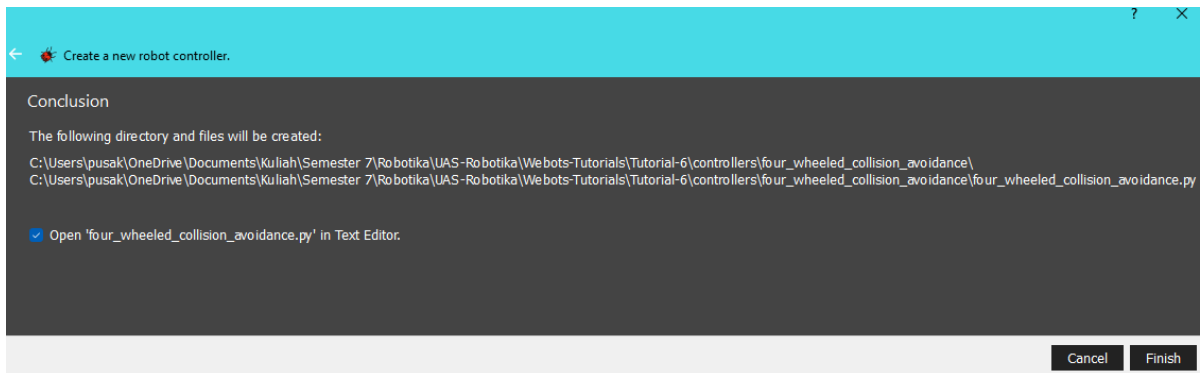 ?
Create a new robot controller.
Conclusion
The following directory and files will be created:
C:\Users\pusak\OneDrive\Documents\Kuliah\Semester 7\Robotika\UAS-Robotika\Webots-Tutorials\Tutorial-6\controllers\four_wheeled_collision_avoidance\
C:\Users\pusak\OneDrive\Documents\Kuliah\Semester 7\Robotika\UAS-Robotika\Webots-Tutorials\Tutorial-6\controllers\four_wheeled_collision_avoidance\four_wheeled_collision_avoidance.py
Open 'four_wheeled_collision_avoidance.py' in Text Editor.
Cancel Finish